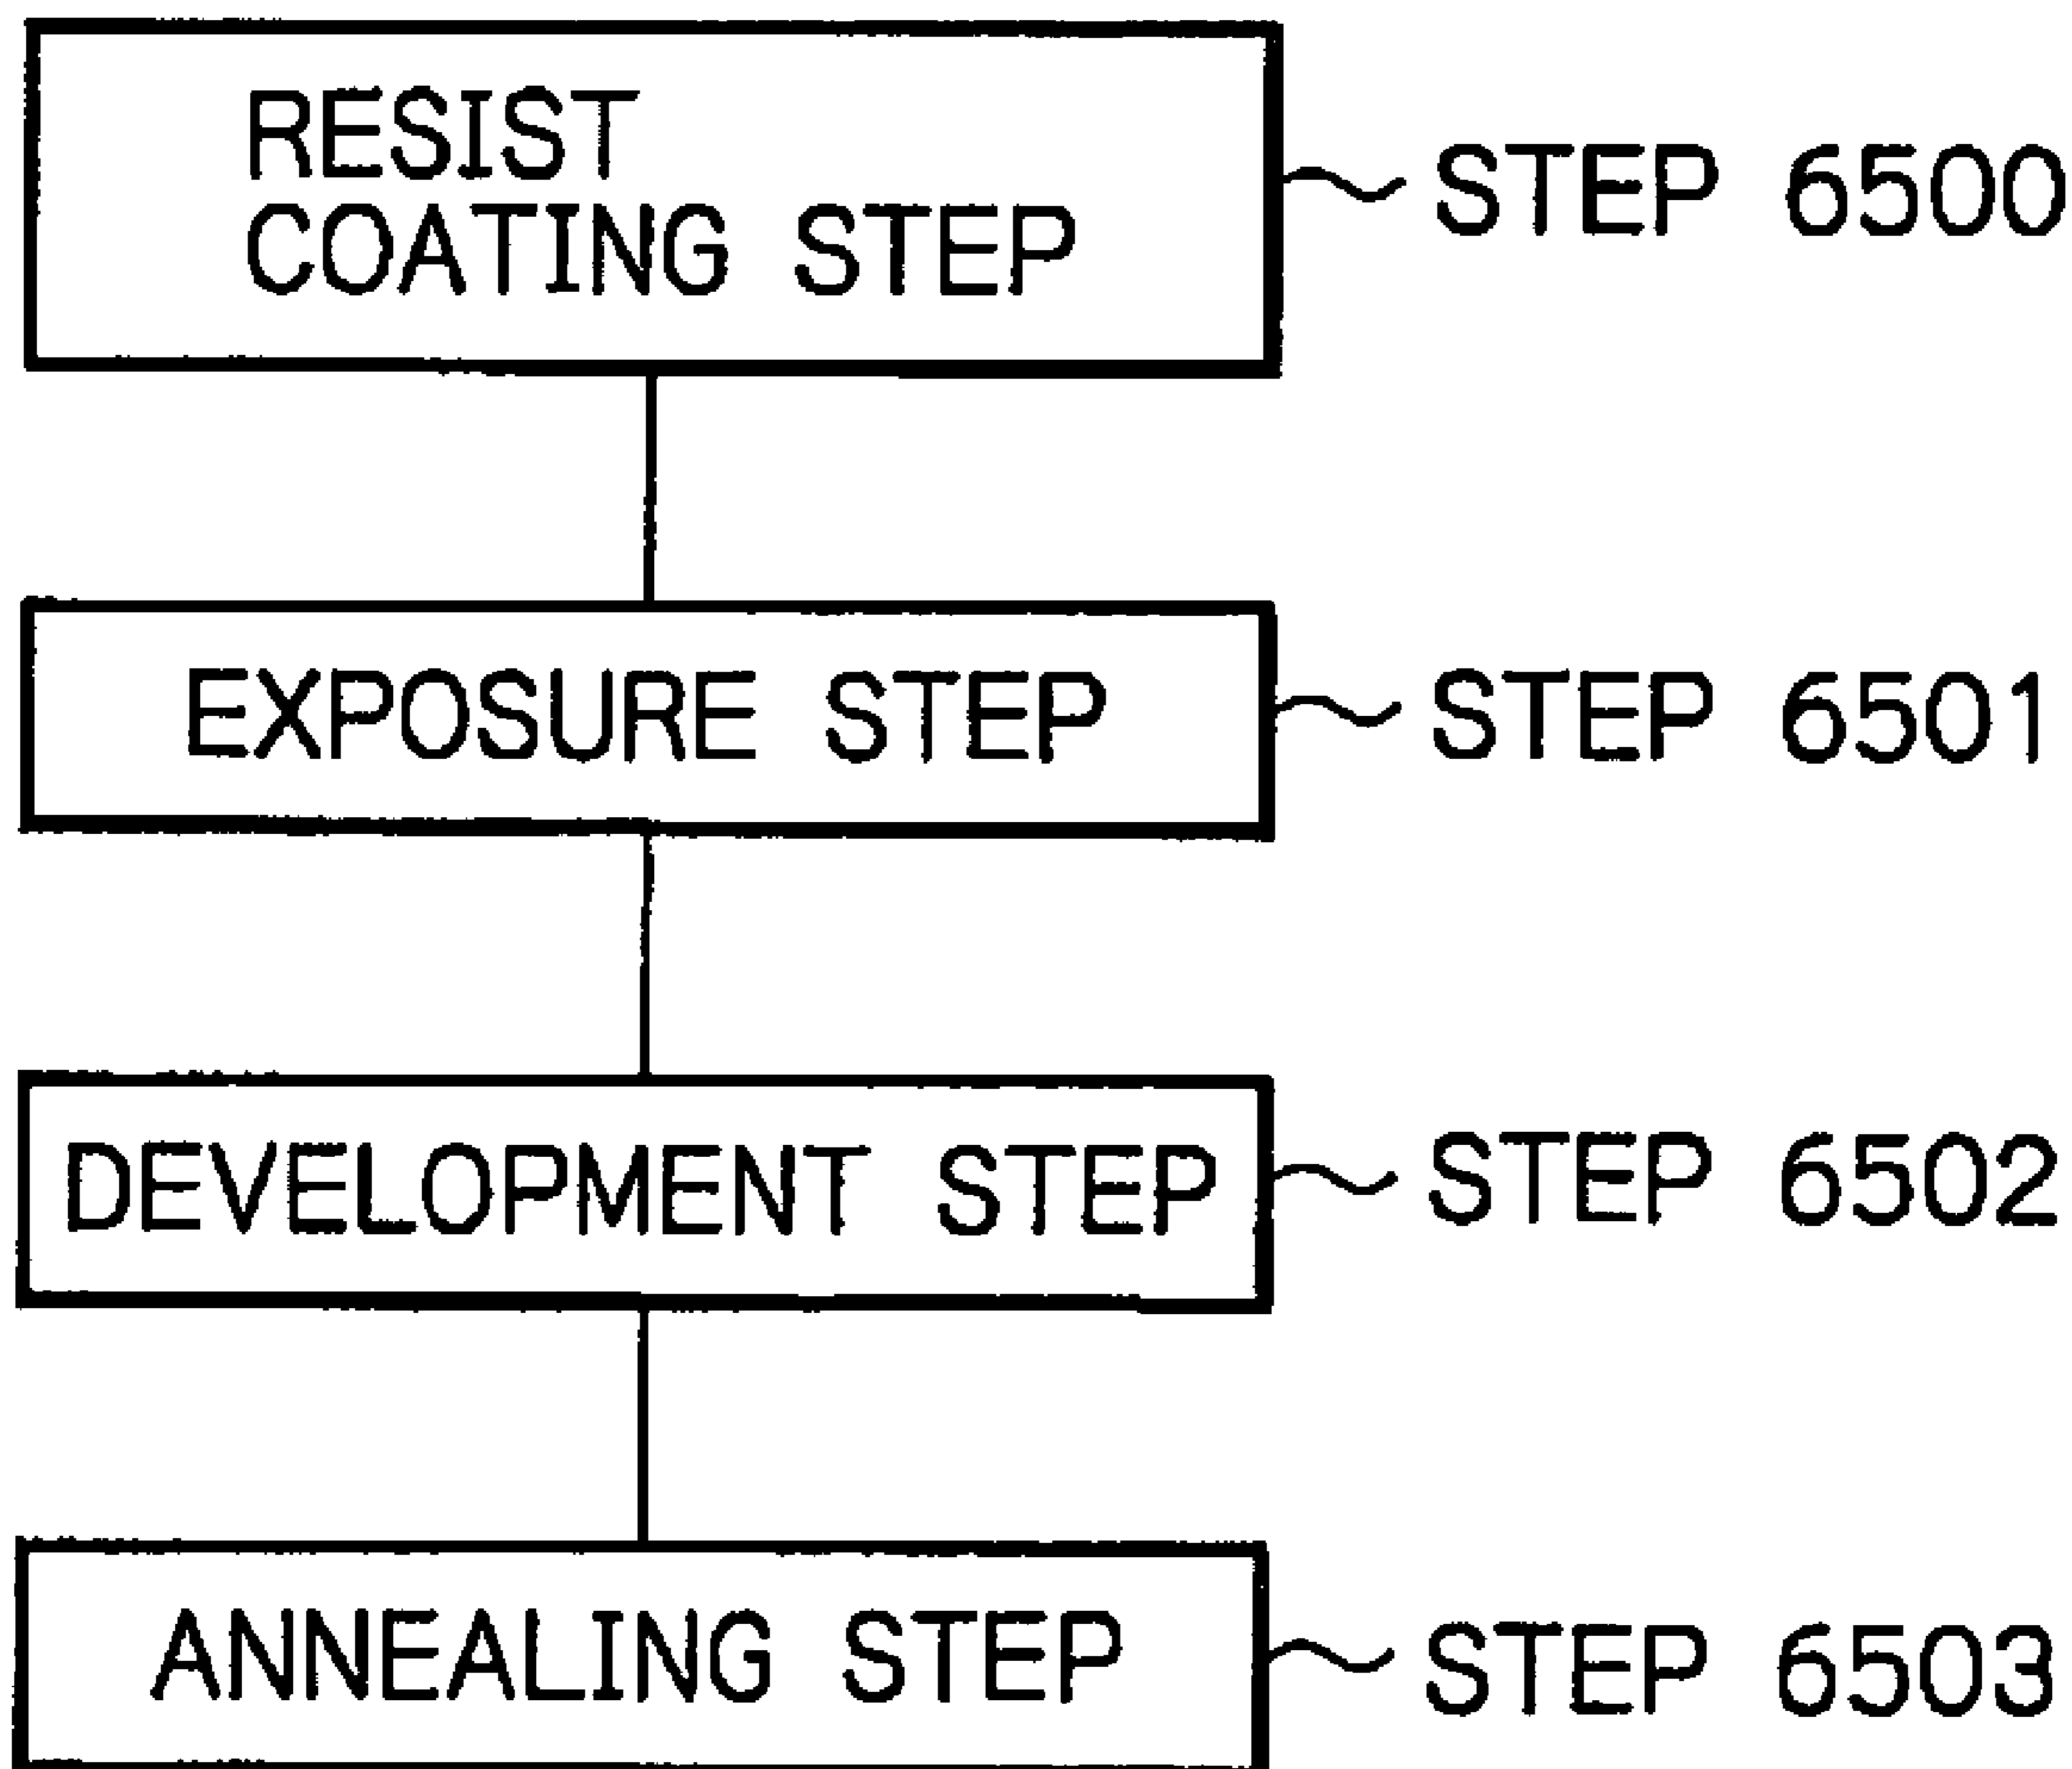 RESIST
COATING STEP
STEP 6500
EXPOSURE STEP
STEP 6501
DEVELOPMENT STEP
STEP 6502
ANNEALING STEP
STEP 6503